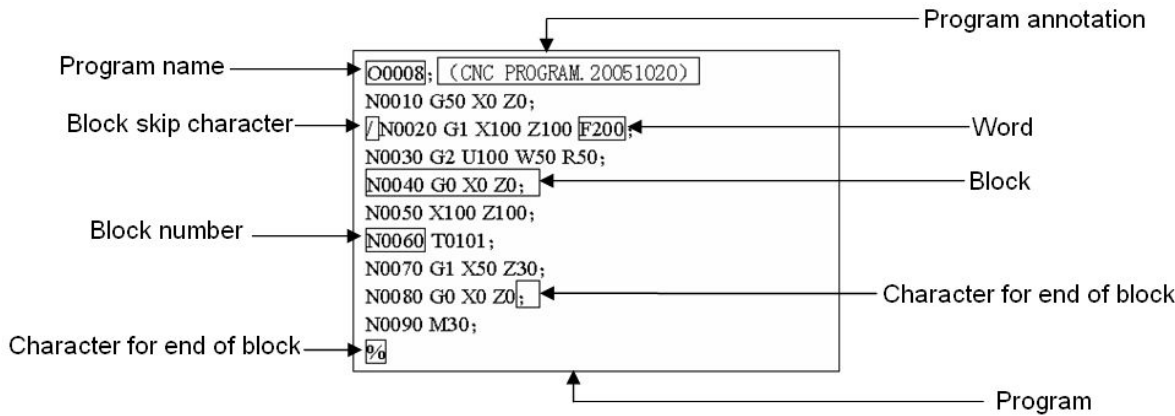 Program annotation
Program name
O0008; (CNC PROGRAM.20051020)
N0010 G50 X0 Z0;
Block skip character
/N0020 G1 X100 Z100 F200;
Word
N0030 G2 U100 W50 R50;
N0040 G0 X0 Z0;
Block
N0050 X100 Z100;
Block number
N0060 T0101;
N0070 G1 X50 Z30;
N0080 G0 X0 Z0;
Character for end of block
N0090 M30;
Character for end of block
%
Program